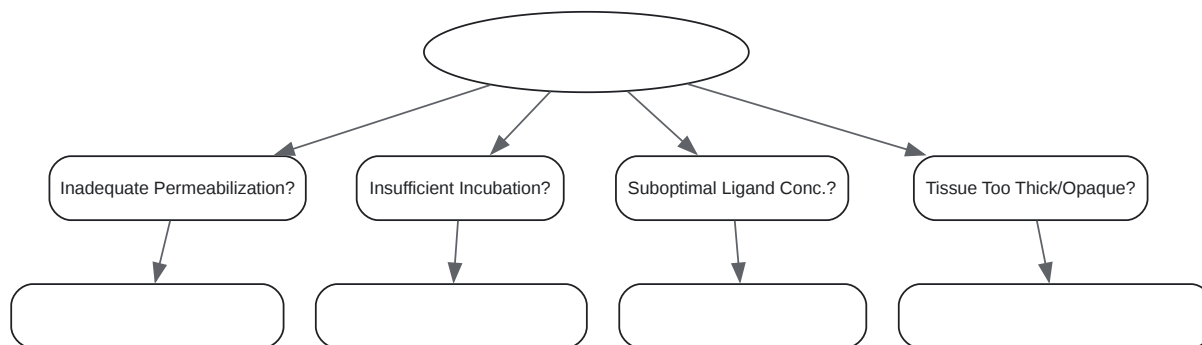 Inadequate Permeabilization?
Insufficient Incubation?
Suboptimal Ligand Conc.?
Tissue Too Thick/Opaque?